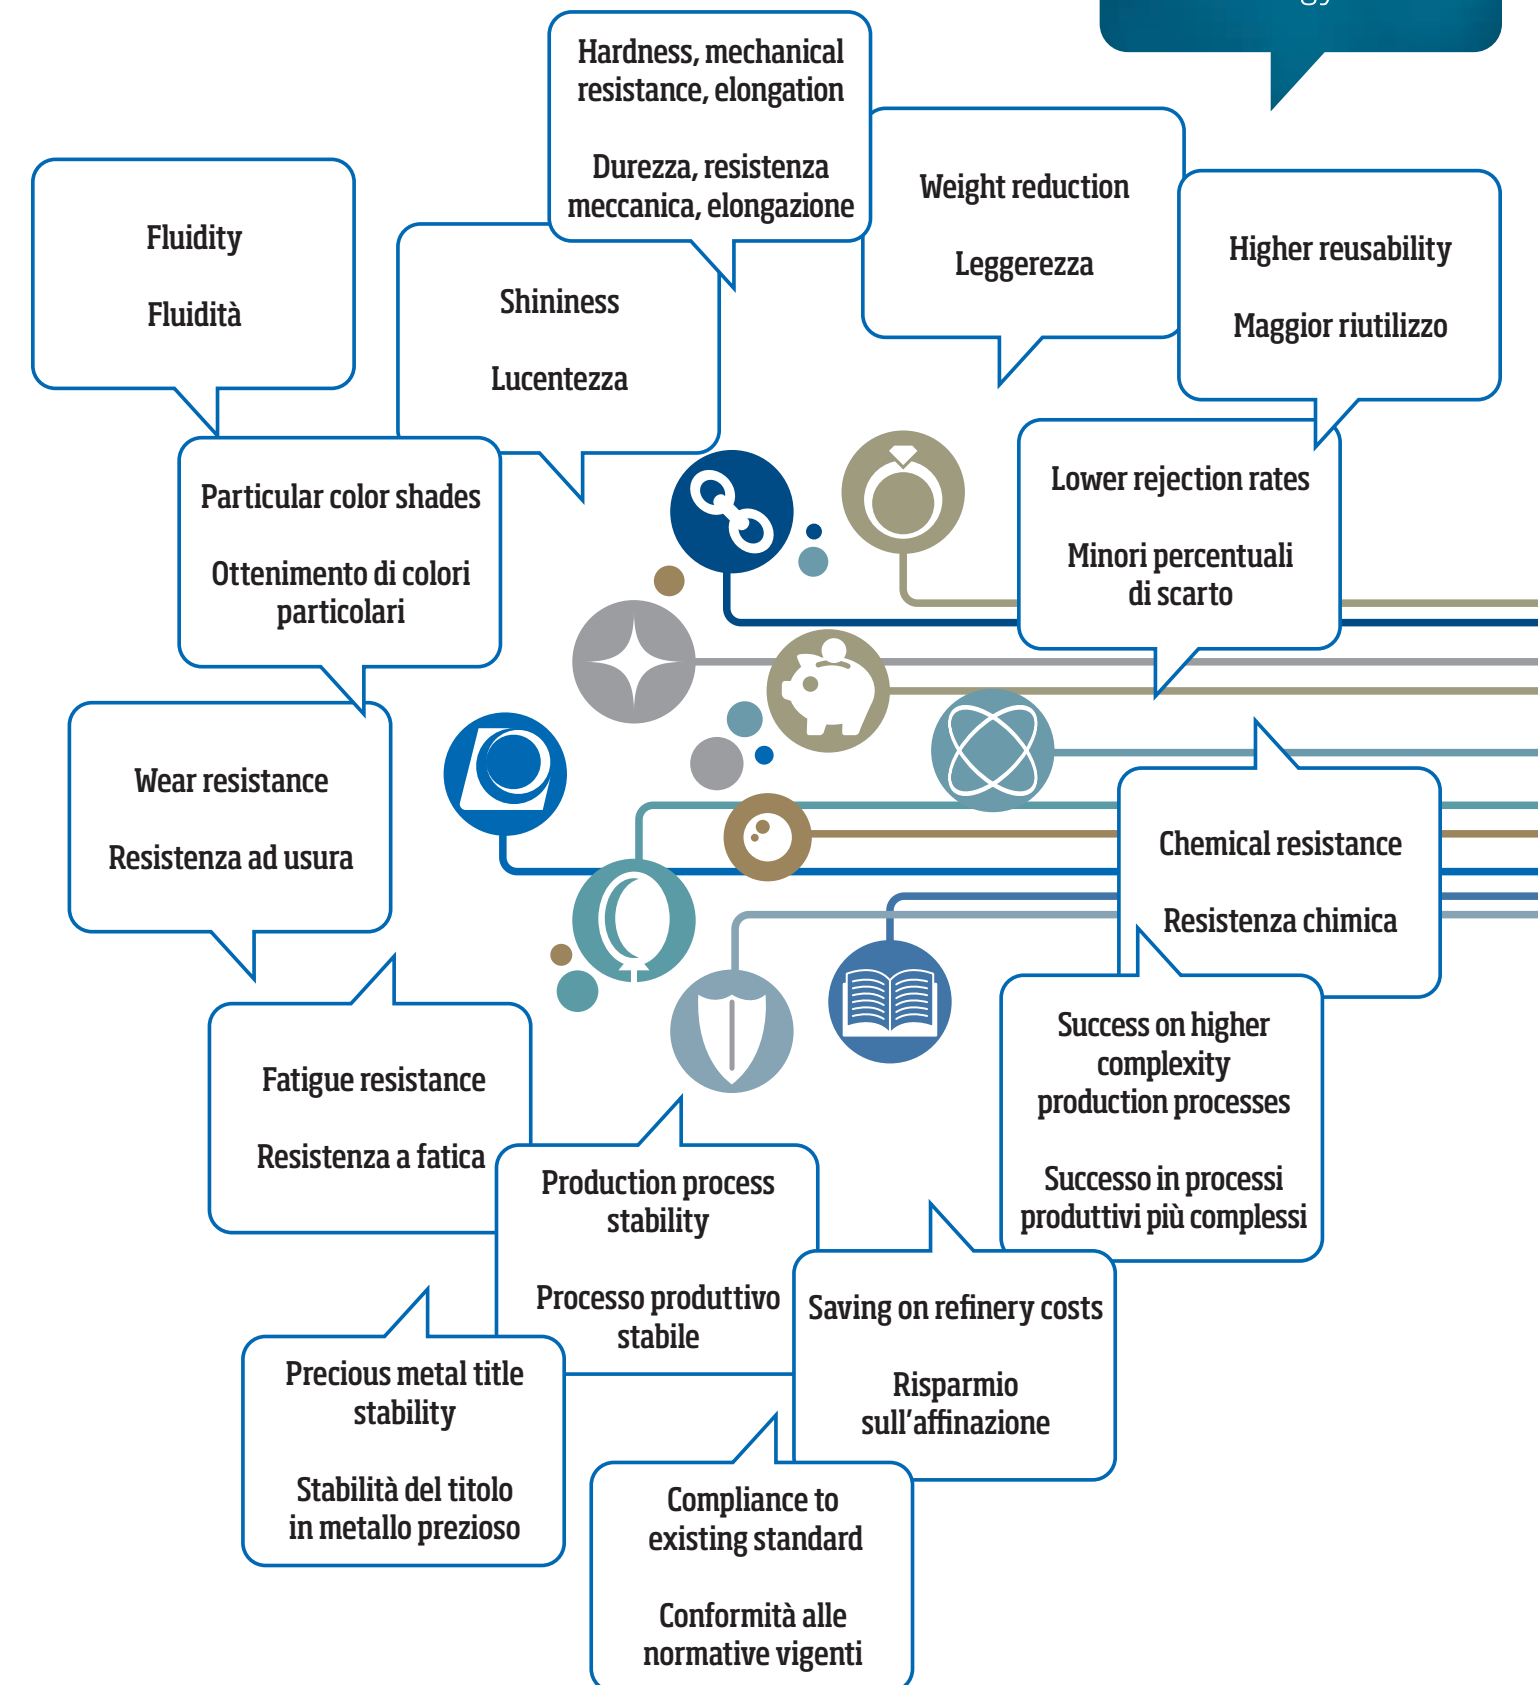 Hardness, mechanical
resistance, elongation
Durezza, resistenza
meccanica, elongazione
Weight reduction
Leggerezza
Higher reusability
Maggior riutilizzo
Fluidity
Fluidità
Shininess
Lucentezza
Particular color shades
Ottenimento di colori
particolari
Lower rejection rates
Minori percentuali
di scarto
Wear resistance
Resistenza ad usura
Chemical resistance
Resistenza chimica
Fatigue resistance
Resistenza a fatica
Success on higher
complexity
production processes
Successo in processi
produttivi più complessi
Production process
stability
Processo produttivo
stabile
Saving on refinery costs
Risparmio
sull'affinazione
Precious metal title
stability
Stabilità del titolo
in metallo prezioso
Compliance to
existing standard
Conformità alle
normative vigenti